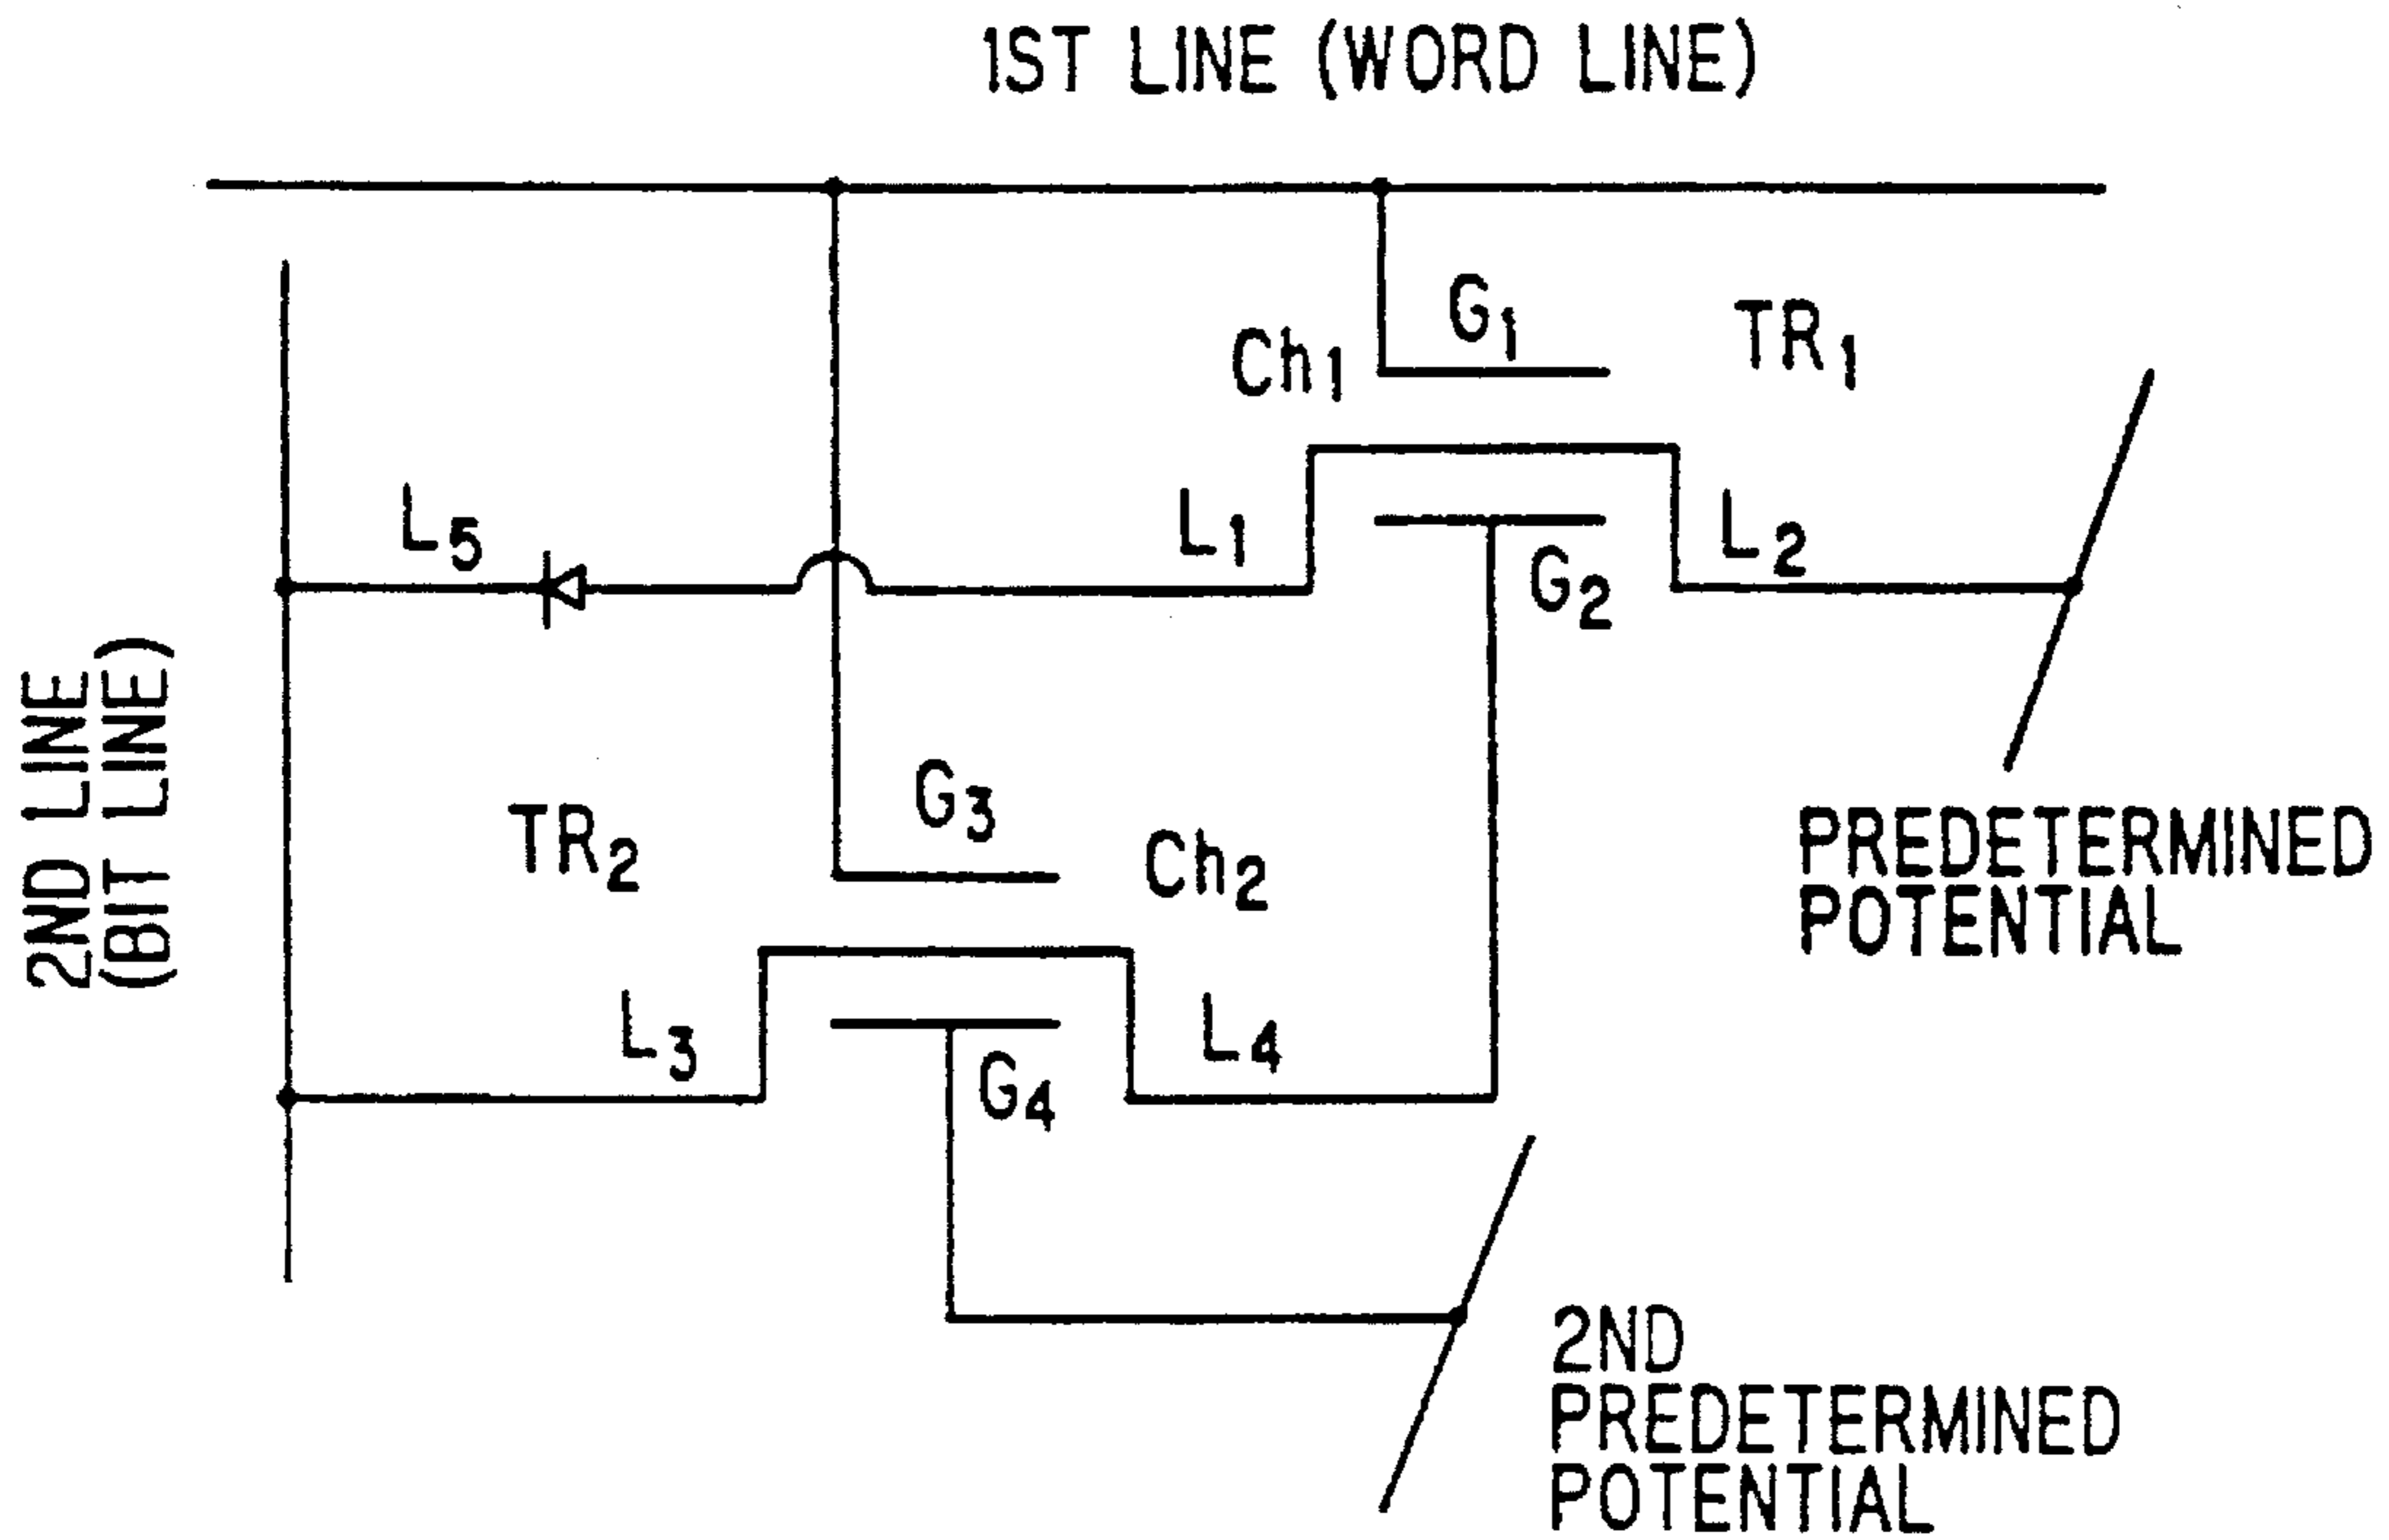 1ST LINE (WORD LINE)
G1
TR1
Ch1
L5
L1
L2
G2
2ND LINE
(BIT LINE)
G3
TR2
Ch2
PREDETERMINED
POTENTIAL
L3
L4
G4
2ND
PREDETERMINED
POTENTIAL